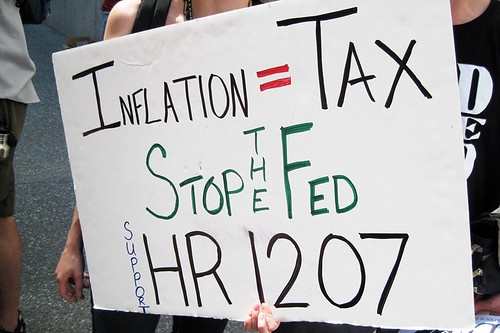 INFLATION = TAX
STOP THE FED
SUPPORT HR 1207